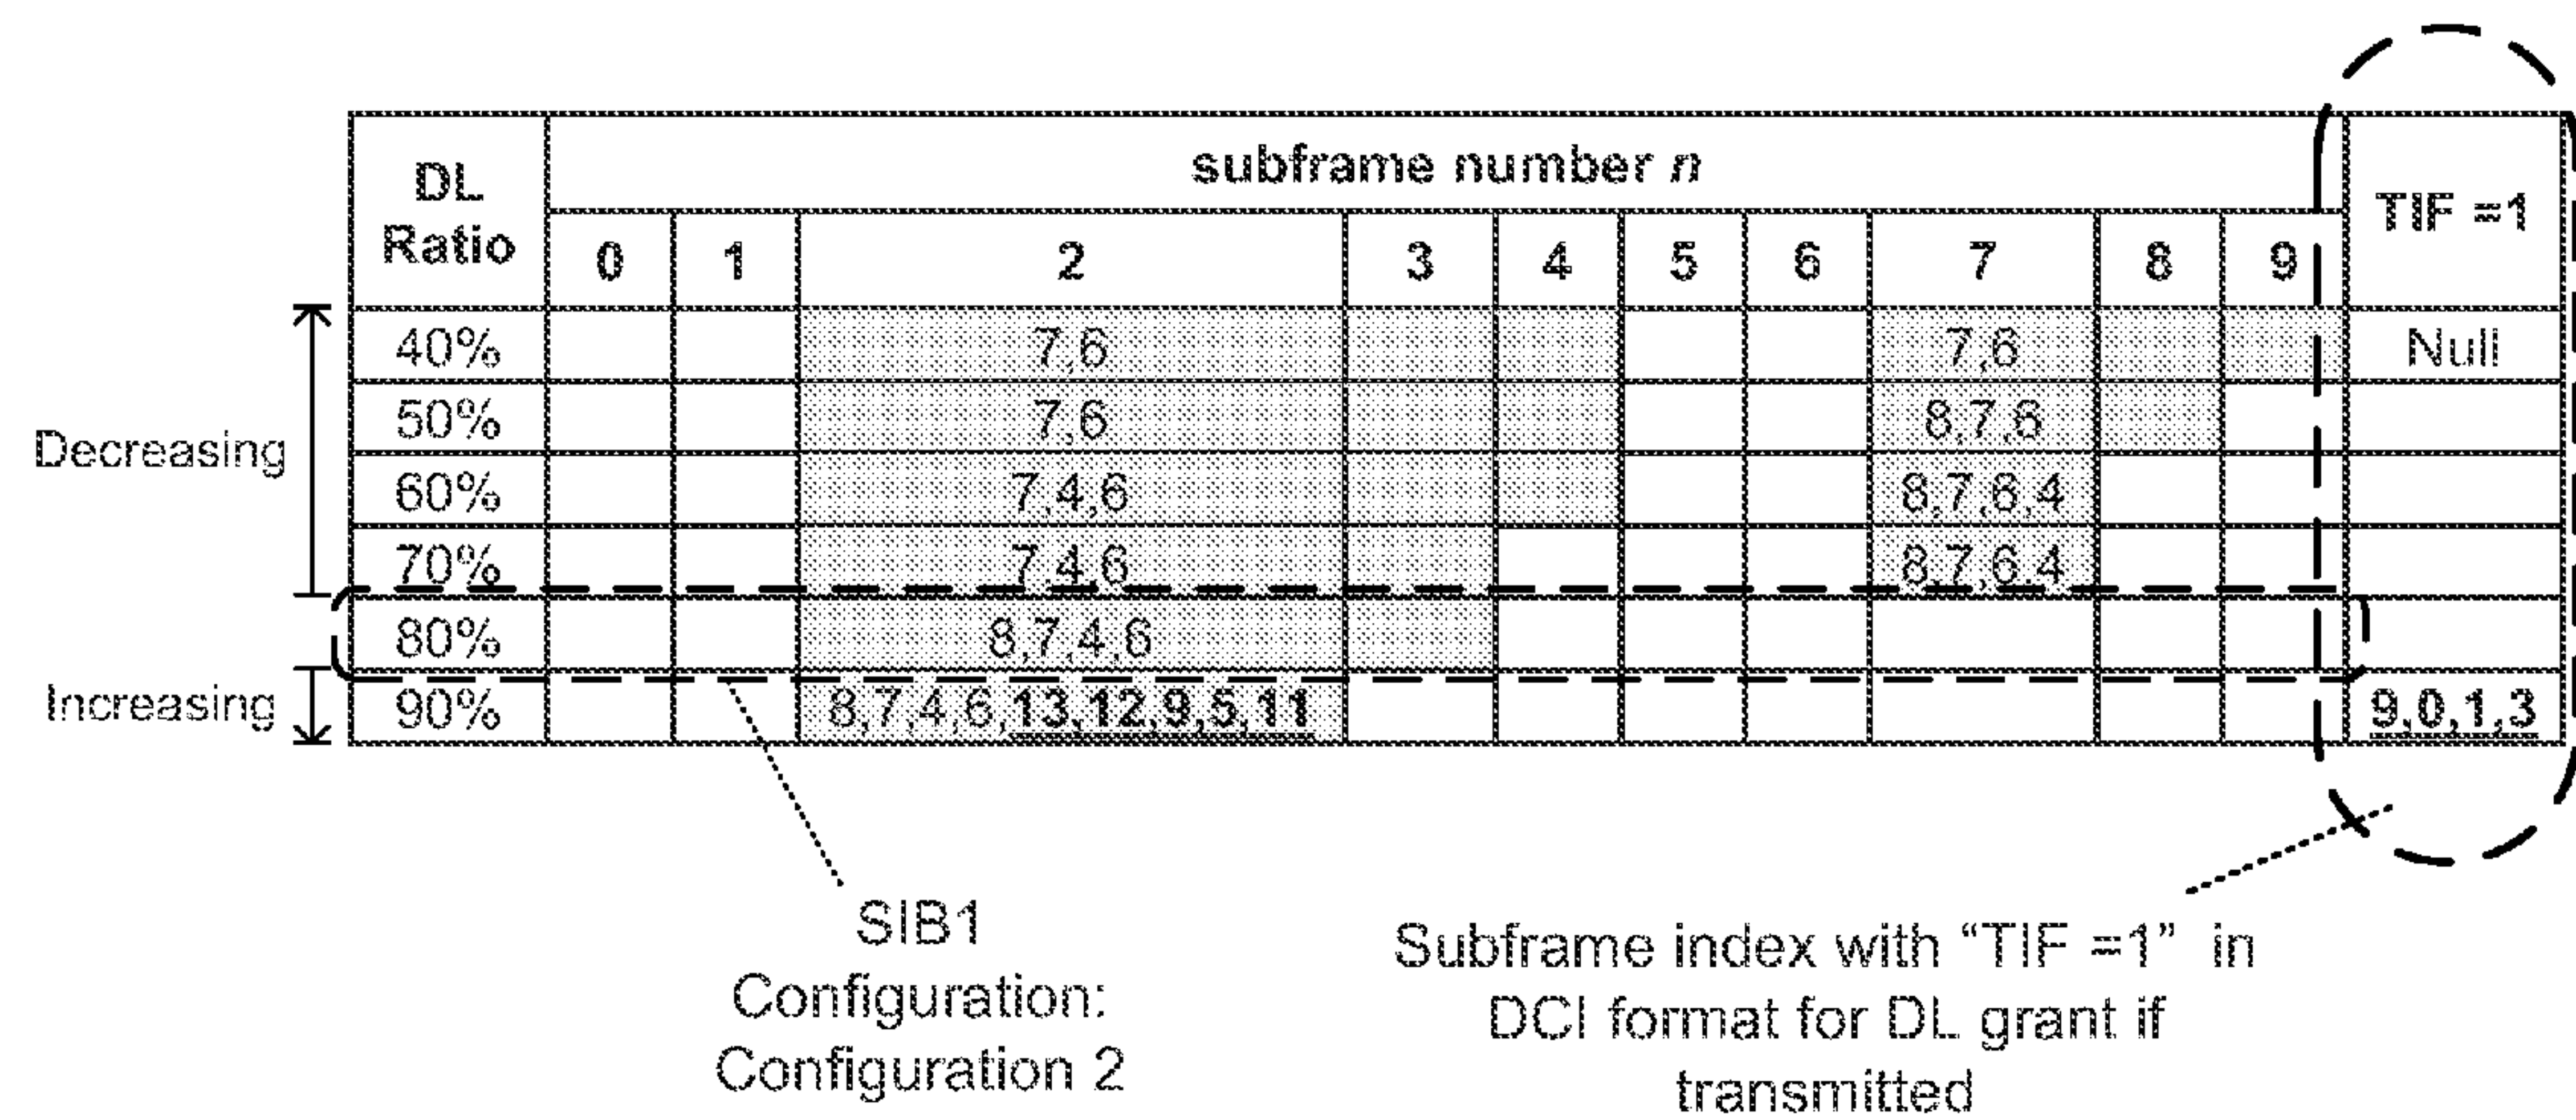 DL Ratio subframe number n TIF =1
0 1 2 3 4 5 6 7 8 9
40% 7,6 7,6 Null
50% 7,6 8,7,6
Decreasing
60% 7,4,6 8,7,6,4
70% 7,4,6 8,7,6,4
80% 8,7,4,6
Increasing
90% 8,7,4,6,13,12,9,5,11 9,0,1,3
SIB1
Configuration:
Configuration 2
Subframe index with “TIF =1” in
DCI format for DL grant if
transmitted